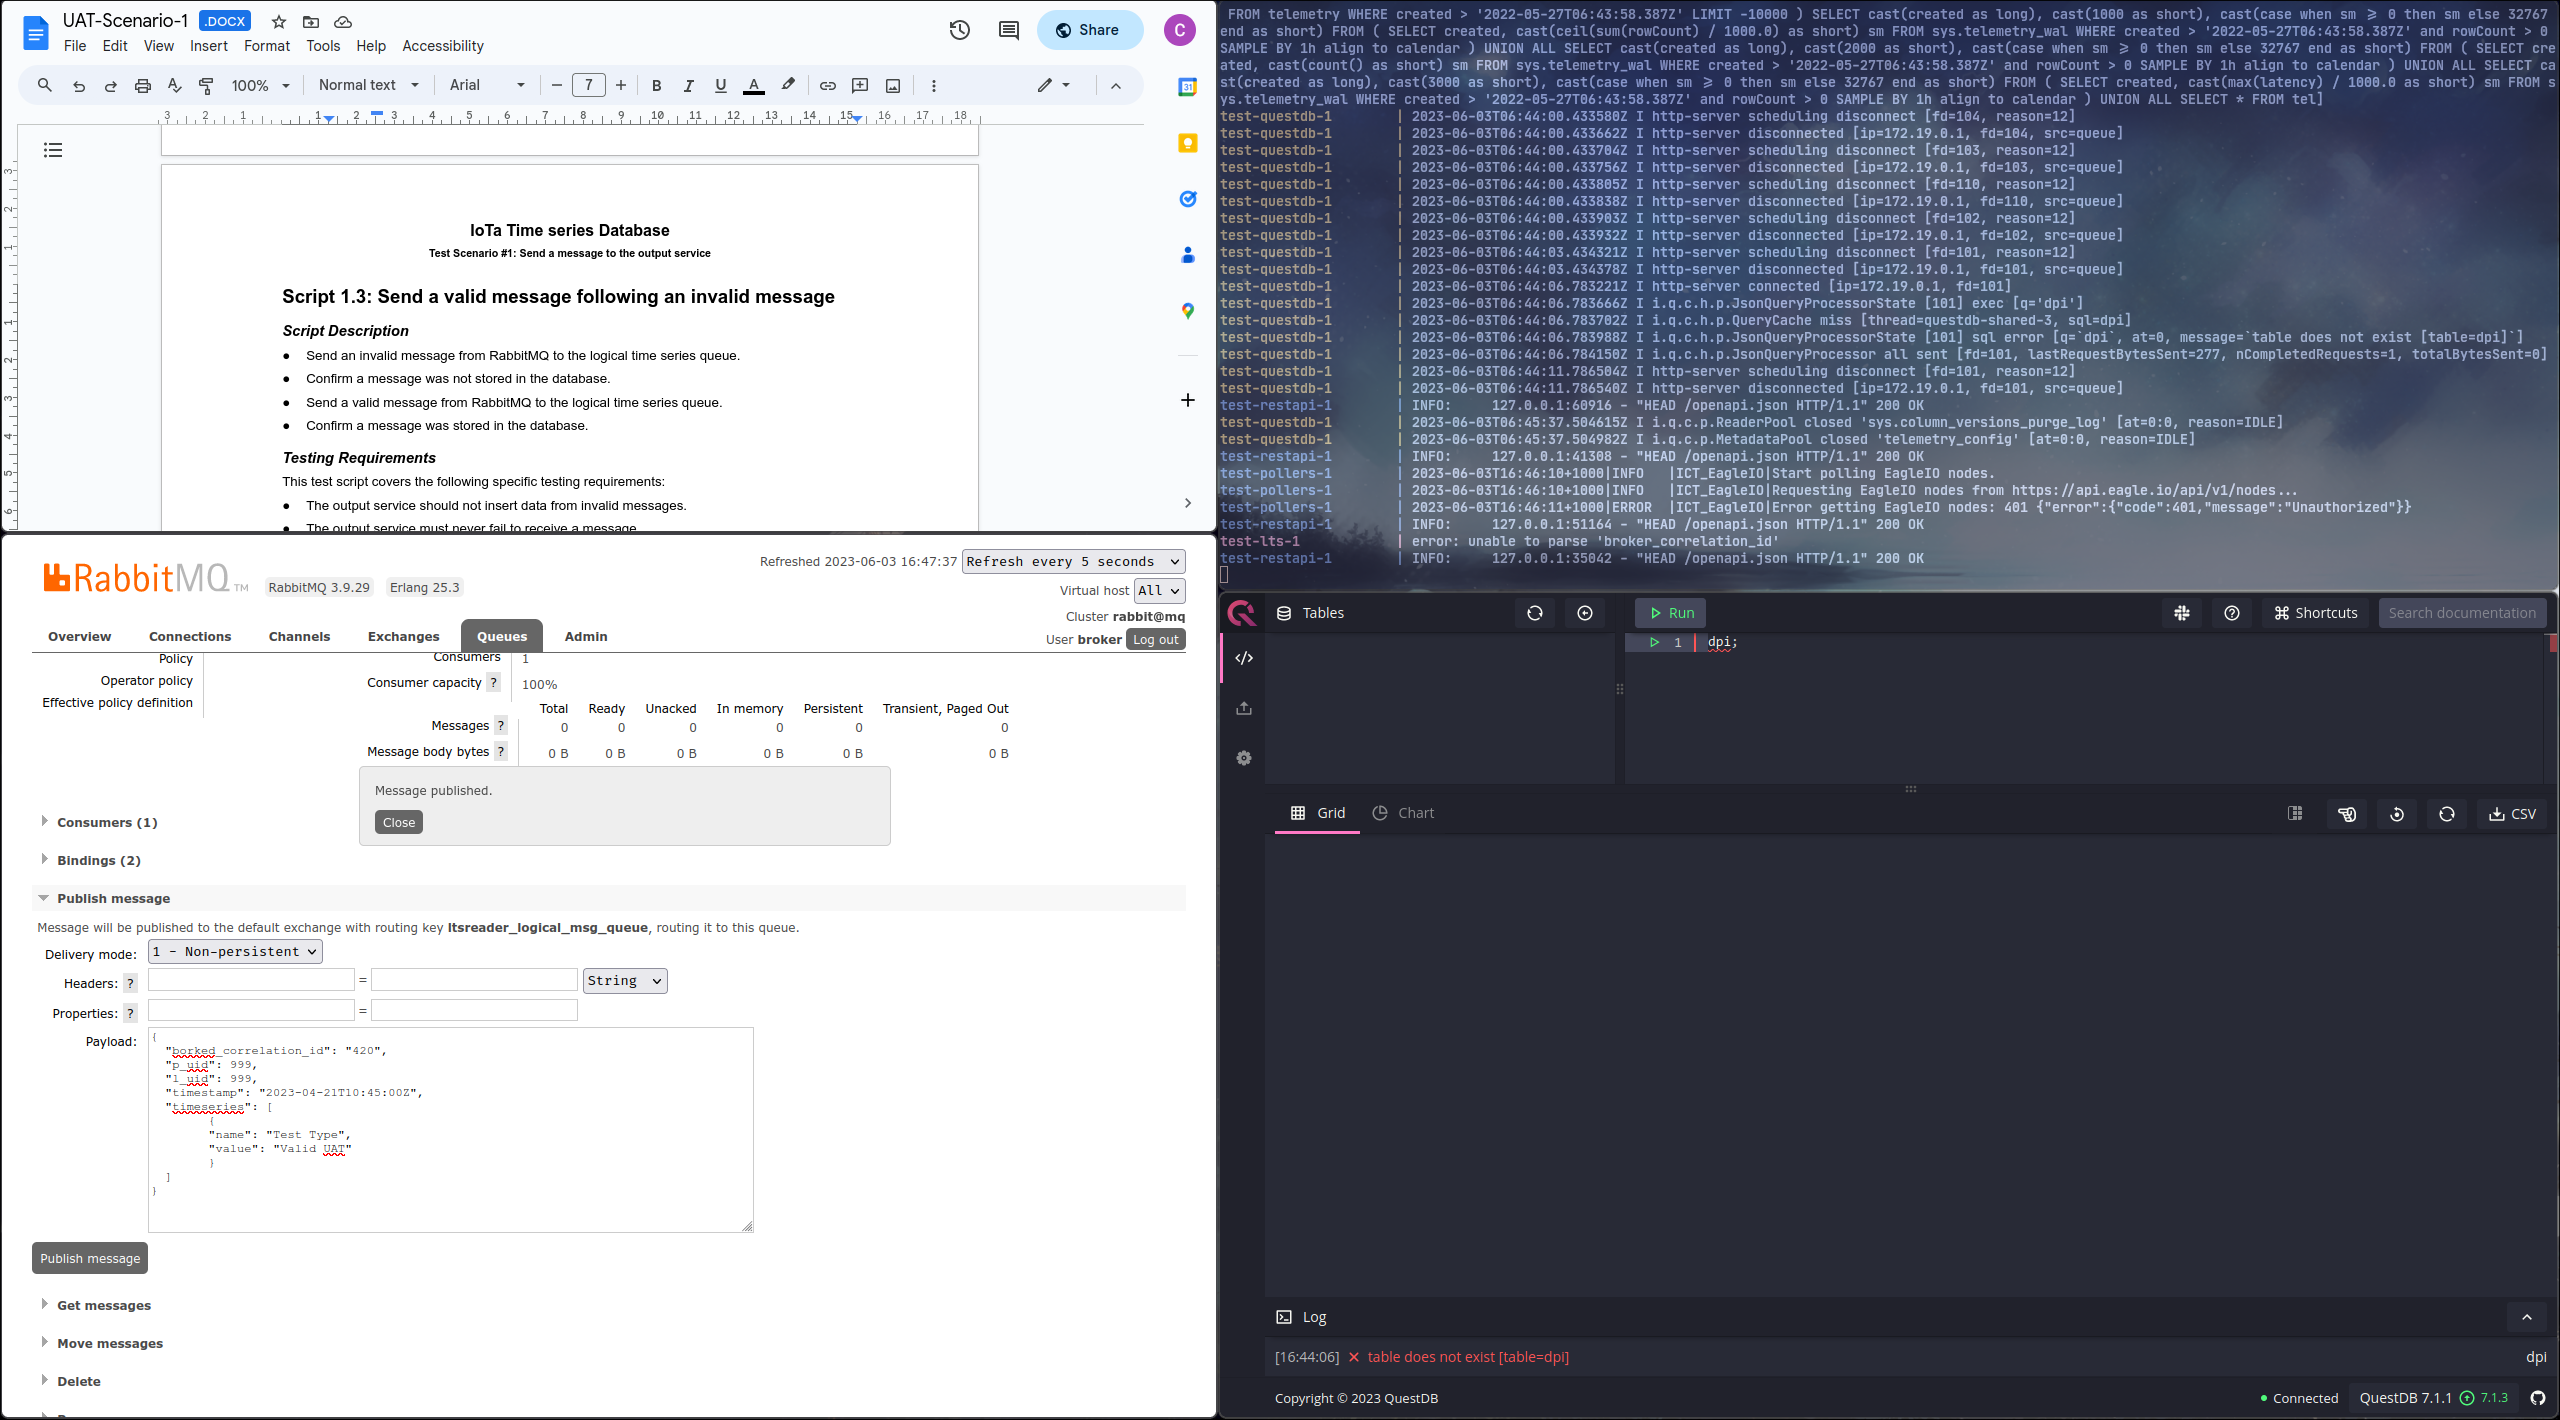 UAT-Scenario-1 .DOCX
File Edit View Insert Format Tools Help Accessibility
Share
C
100% Normal text Arial 7 B I U A
3 2 1 1 2 3 4 5 6 7 8 9 10 11 12 13 14 15 16 17 18
IoTa Time series Database
Test Scenario #1: Send a message to the output service
Script 1.3: Send a valid message following an invalid message
Script Description
● Send an invalid message from RabbitMQ to the logical time series queue.
● Confirm a message was not stored in the database.
● Send a valid message from RabbitMQ to the logical time series queue.
● Confirm a message was stored in the database.
Testing Requirements
This test script covers the following specific testing requirements:
● The output service should not insert data from invalid messages.
● The output service must never fail to receive a message
FROM telemetry WHERE created > '2022-05-27T06:43:58.387Z' LIMIT -10000 ) SELECT cast(created as long), cast(1000 as short), cast(case when sm >= 0 then sm else 32767
end as short) FROM ( SELECT created, cast(ceil(sum(rowCount) / 1000.0) as short) sm FROM sys.telemetry_wal WHERE created > '2022-05-27T06:43:58.387Z' and rowCount > 0
SAMPLE BY 1h align to calendar ) UNION ALL SELECT cast(created as long), cast(2000 as short), cast(case when sm >= 0 then sm else 32767 end as short) FROM ( SELECT cre
ated, cast(count() as short) sm FROM sys.telemetry_wal WHERE created > '2022-05-27T06:43:58.387Z' and rowCount > 0 SAMPLE BY 1h align to calendar ) UNION ALL SELECT ca
st(created as long), cast(3000 as short), cast(case when sm >= 0 then sm else 32767 end as short) FROM ( SELECT created, cast(max(latency) / 1000.0 as short) sm FROM s
ys.telemetry_wal WHERE created > '2022-05-27T06:43:58.387Z' and rowCount > 0 SAMPLE BY 1h align to calendar ) UNION ALL SELECT * FROM tel]
test-questdb-1 | 2023-06-03T06:44:00.433580Z I http-server scheduling disconnect [fd=104, reason=12]
test-questdb-1 | 2023-06-03T06:44:00.433662Z I http-server disconnected [ip=172.19.0.1, fd=104, src=queue]
test-questdb-1 | 2023-06-03T06:44:00.433704Z I http-server scheduling disconnect [fd=103, reason=12]
test-questdb-1 | 2023-06-03T06:44:00.433756Z I http-server disconnected [ip=172.19.0.1, fd=103, src=queue]
test-questdb-1 | 2023-06-03T06:44:00.433805Z I http-server scheduling disconnect [fd=110, reason=12]
test-questdb-1 | 2023-06-03T06:44:00.433838Z I http-server disconnected [ip=172.19.0.1, fd=110, src=queue]
test-questdb-1 | 2023-06-03T06:44:00.433903Z I http-server scheduling disconnect [fd=102, reason=12]
test-questdb-1 | 2023-06-03T06:44:00.433932Z I http-server disconnected [ip=172.19.0.1, fd=102, src=queue]
test-questdb-1 | 2023-06-03T06:44:03.434321Z I http-server scheduling disconnect [fd=101, reason=12]
test-questdb-1 | 2023-06-03T06:44:03.434378Z I http-server disconnected [ip=172.19.0.1, fd=101, src=queue]
test-questdb-1 | 2023-06-03T06:44:06.783221Z I http-server connected [ip=172.19.0.1, fd=101]
test-questdb-1 | 2023-06-03T06:44:06.783666Z I i.q.c.h.p.JsonQueryProcessorState [101] exec [q='dpi']
test-questdb-1 | 2023-06-03T06:44:06.783702Z I i.q.c.h.p.QueryCache miss [thread=questdb-shared-3, sql=dpi]
test-questdb-1 | 2023-06-03T06:44:06.783988Z I i.q.c.h.p.JsonQueryProcessorState [101] sql error [q=`dpi`, at=0, message=`table does not exist [table=dpi]`]
test-questdb-1 | 2023-06-03T06:44:06.784150Z I i.q.c.h.p.JsonQueryProcessor all sent [fd=101, lastRequestBytesSent=277, nCompletedRequests=1, totalBytesSent=0]
test-questdb-1 | 2023-06-03T06:44:11.786504Z I http-server scheduling disconnect [fd=101, reason=12]
test-questdb-1 | 2023-06-03T06:44:11.786540Z I http-server disconnected [ip=172.19.0.1, fd=101, src=queue]
test-restapi-1 | INFO: 127.0.0.1:60916 - "HEAD /openapi.json HTTP/1.1" 200 OK
test-questdb-1 | 2023-06-03T06:45:37.504615Z I i.q.c.p.ReaderPool closed 'sys.column_versions_purge_log' [at=0:0, reason=IDLE]
test-questdb-1 | 2023-06-03T06:45:37.504982Z I i.q.c.p.MetadataPool closed 'telemetry_config' [at=0:0, reason=IDLE]
test-restapi-1 | INFO: 127.0.0.1:41308 - "HEAD /openapi.json HTTP/1.1" 200 OK
test-pollers-1 | 2023-06-03T16:46:10+1000|INFO |ICT_EagleIO|Start polling EagleIO nodes.
test-pollers-1 | 2023-06-03T16:46:10+1000|INFO |ICT_EagleIO|Requesting EagleIO nodes from https://api.eagle.io/api/v1/nodes...
test-pollers-1 | 2023-06-03T16:46:11+1000|ERROR |ICT_EagleIO|Error getting EagleIO nodes: 401 {"error":{"code":401,"message":"Unauthorized"}}
test-restapi-1 | INFO: 127.0.0.1:51164 - "HEAD /openapi.json HTTP/1.1" 200 OK
test-lts-1 | error: unable to parse 'broker_correlation_id'
test-restapi-1 | INFO: 127.0.0.1:35042 - "HEAD /openapi.json HTTP/1.1" 200 OK
RabbitMQ TM RabbitMQ 3.9.29 Erlang 25.3
Refreshed 2023-06-03 16:47:37 Refresh every 5 seconds
Virtual host All
Cluster rabbit@mq
User broker Log out
Overview Connections Channels Exchanges Queues Admin
Policy
Operator policy
Effective policy definition
Consumers 1
Consumer capacity ? 100%
Total Ready Unacked In memory Persistent Transient, Paged Out
Messages ? 0 0 0 0 0 0
Message body bytes ? 0 B 0 B 0 B 0 B 0 B 0 B
Message published.
Close
Consumers (1)
Bindings (2)
Publish message
Message will be published to the default exchange with routing key ltsreader_logical_msg_queue, routing it to this queue.
Delivery mode: 1 - Non-persistent
Headers: ? = String
Properties: ? =
Payload:
{
"borked_correlation_id": "420",
"p_uid": 999,
"l_uid": 999,
"timestamp": "2023-04-21T10:45:00Z",
"timeseries": [
{
"name": "Test Type",
"value": "Valid UAT"
}
]
}
Publish message
Get messages
Move messages
Delete
Tables
Run
Shortcuts
Search documentation
1 dpi;
Grid Chart
CSV
Log
[16:44:06] table does not exist [table=dpi] dpi
Copyright © 2023 QuestDB
Connected QuestDB 7.1.1 7.1.3